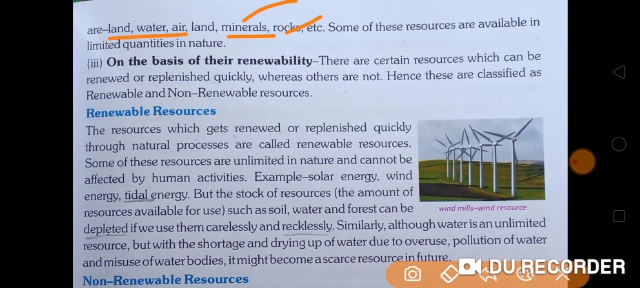 are–land, water, air, land, minerals, rocks, etc. Some of these resources are available in
limited quantities in nature.
(iii) On the basis of their renewability–There are certain resources which can be
renewed or replenished quickly, whereas others are not. Hence these are classified as
Renewable and Non-Renewable resources.
Renewable Resources
The resources which gets renewed or replenished quickly
through natural processes are called renewable resources.
Some of these resources are unlimited in nature and cannot be
affected by human activities. Example–solar energy, wind
energy, tidal energy. But the stock of resources (the amount of
resources available for use) such as soil, water and forest can be
depleted if we use them carelessly and recklessly. Similarly, although water is an unlimited
resource, but with the shortage and drying up of water due to overuse, pollution of water
and misuse of water bodies, it might become a scarce resource in future.
Non-Renewable Resources
wind mills–wind resource
DU RECORDER